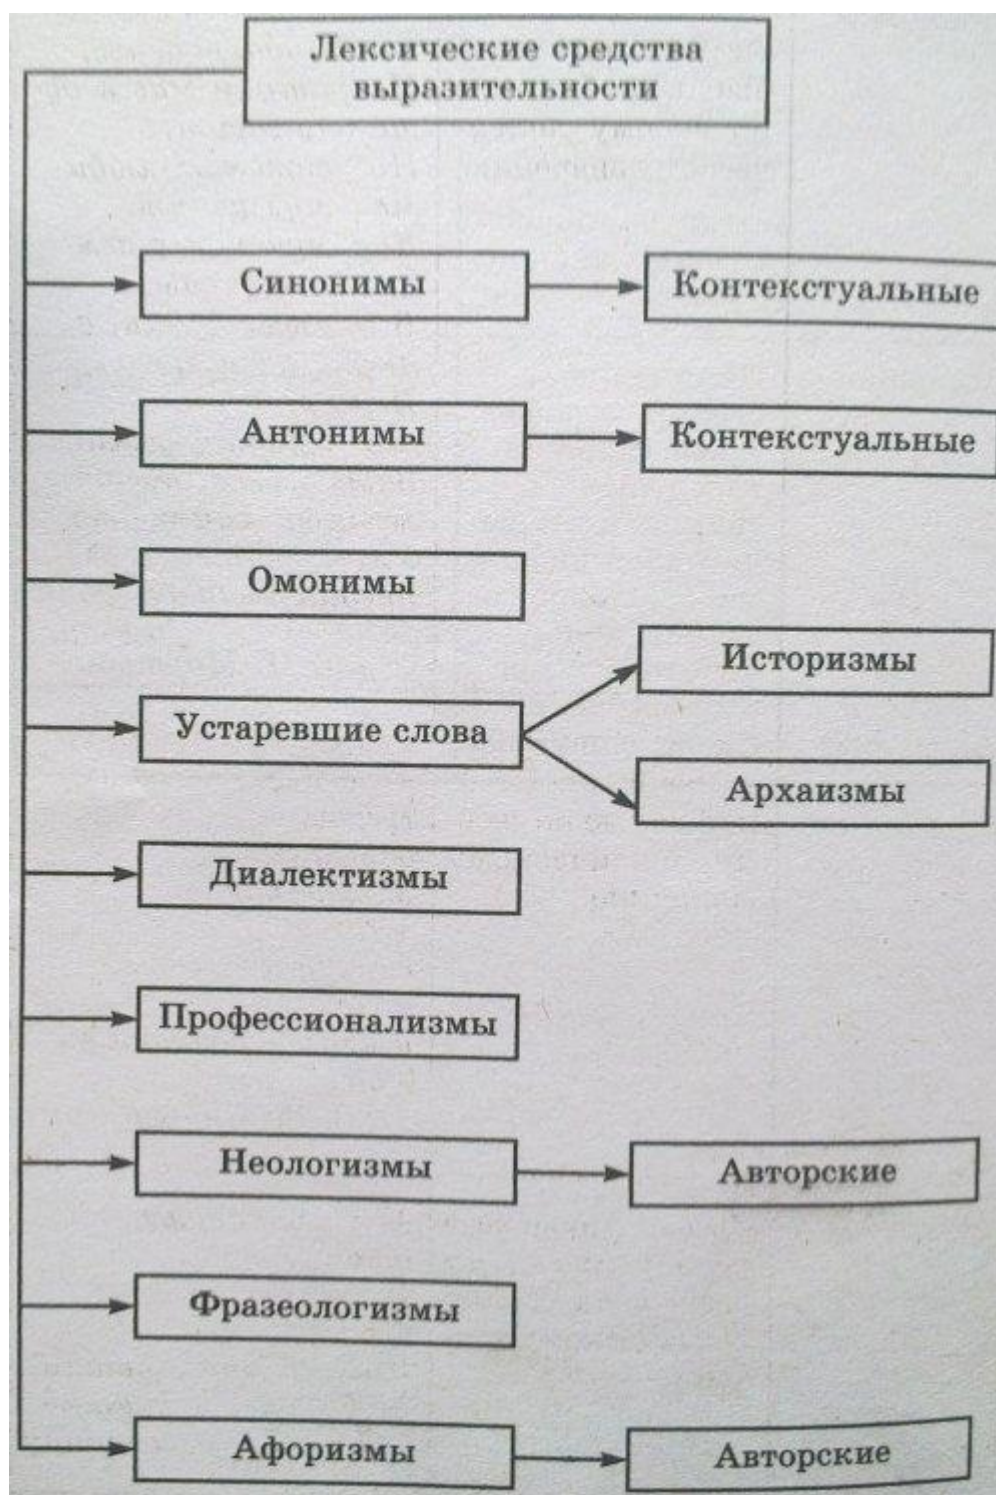 Лексические средства
выразительности
Синонимы
Контекстуальные
Антонимы
Контекстуальные
Омонимы
Историзмы
Устаревшие слова
Архаизмы
Диалектизмы
Профессионализмы
Неологизмы
Авторские
Фразеологизмы
Афоризмы
Авторские